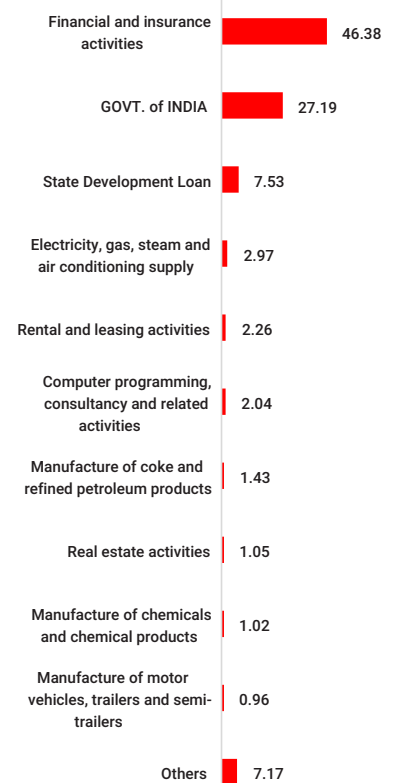 Financial and insurance
activities
46.38
GOVT. of INDIA
27.19
State Development Loan
7.53
Electricity, gas, steam and
air conditioning supply
2.97
Rental and leasing activities
2.26
Computer programming,
consultancy and related
activities
2.04
Manufacture of coke and
refined petroleum products
1.43
Real estate activities
1.05
Manufacture of chemicals
and chemical products
1.02
Manufacture of motor
vehicles, trailers and semi-
trailers
0.96
Others
7.17